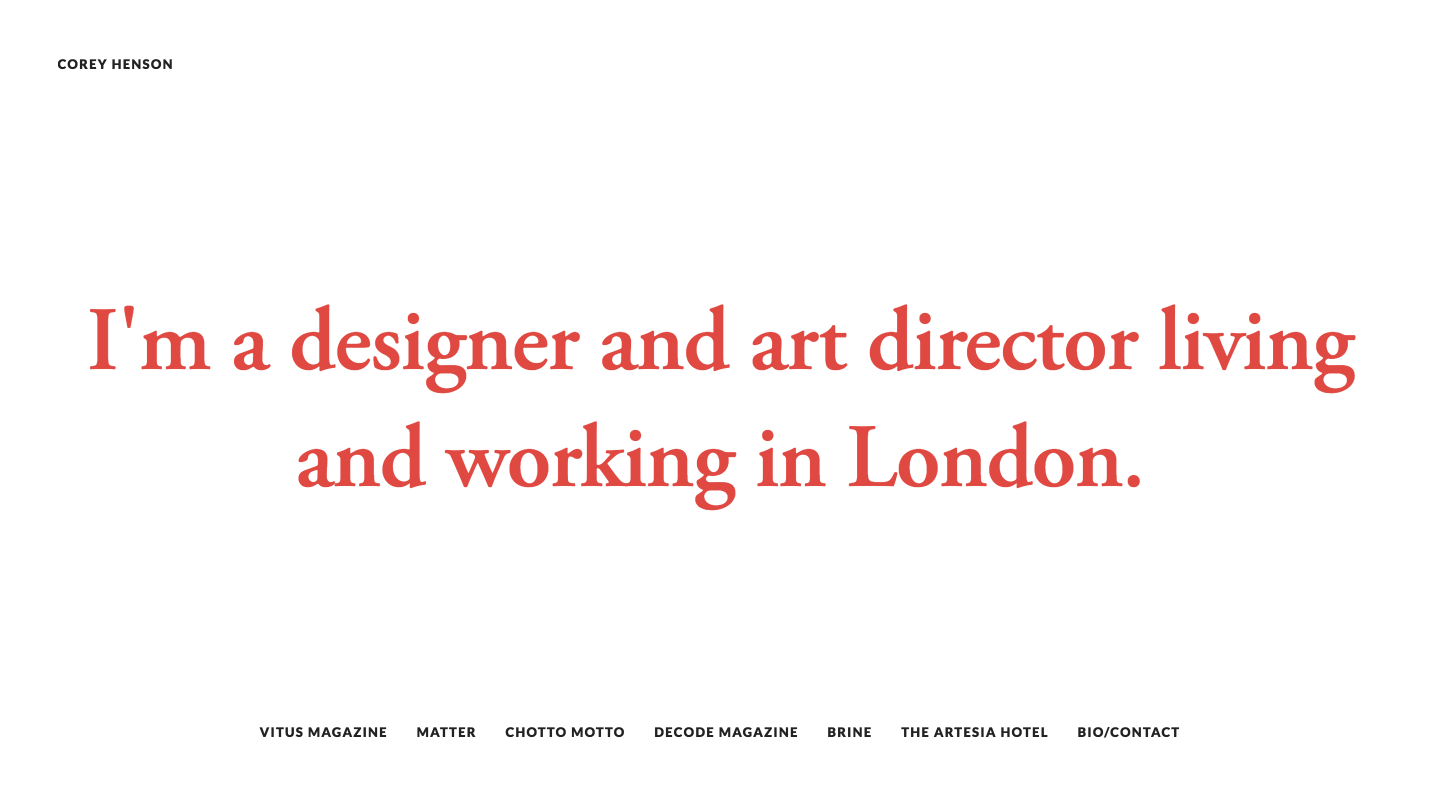 COREY HENSON
I'm a designer and art director living
and working in London.
VITUS MAGAZINE MATTER CHOTTO MOTTO DECODE MAGAZINE BRINE THE ARTESIA HOTEL BIO/CONTACT